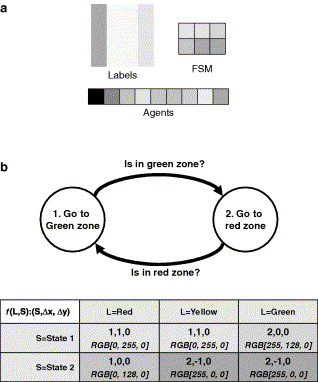 a
Labels
FSM
Agents
b
Is in green zone?
1. Go to
Green zone
2. Go to
red zone
Is in red zone?
f(L,S):(S,Δx, Δy)
L=Red
L=Yellow
L=Green
S=State 1
1,1,0
RGB[0, 255, 0]
1,1,0
RGB[0, 255, 0]
2,0,0
RGB[255, 128, 0]
S=State 2
1,0,0
RGB[0, 128, 0]
2,-1,0
RGB[255, 0, 0]
2,-1,0
RGB[255, 0, 0]